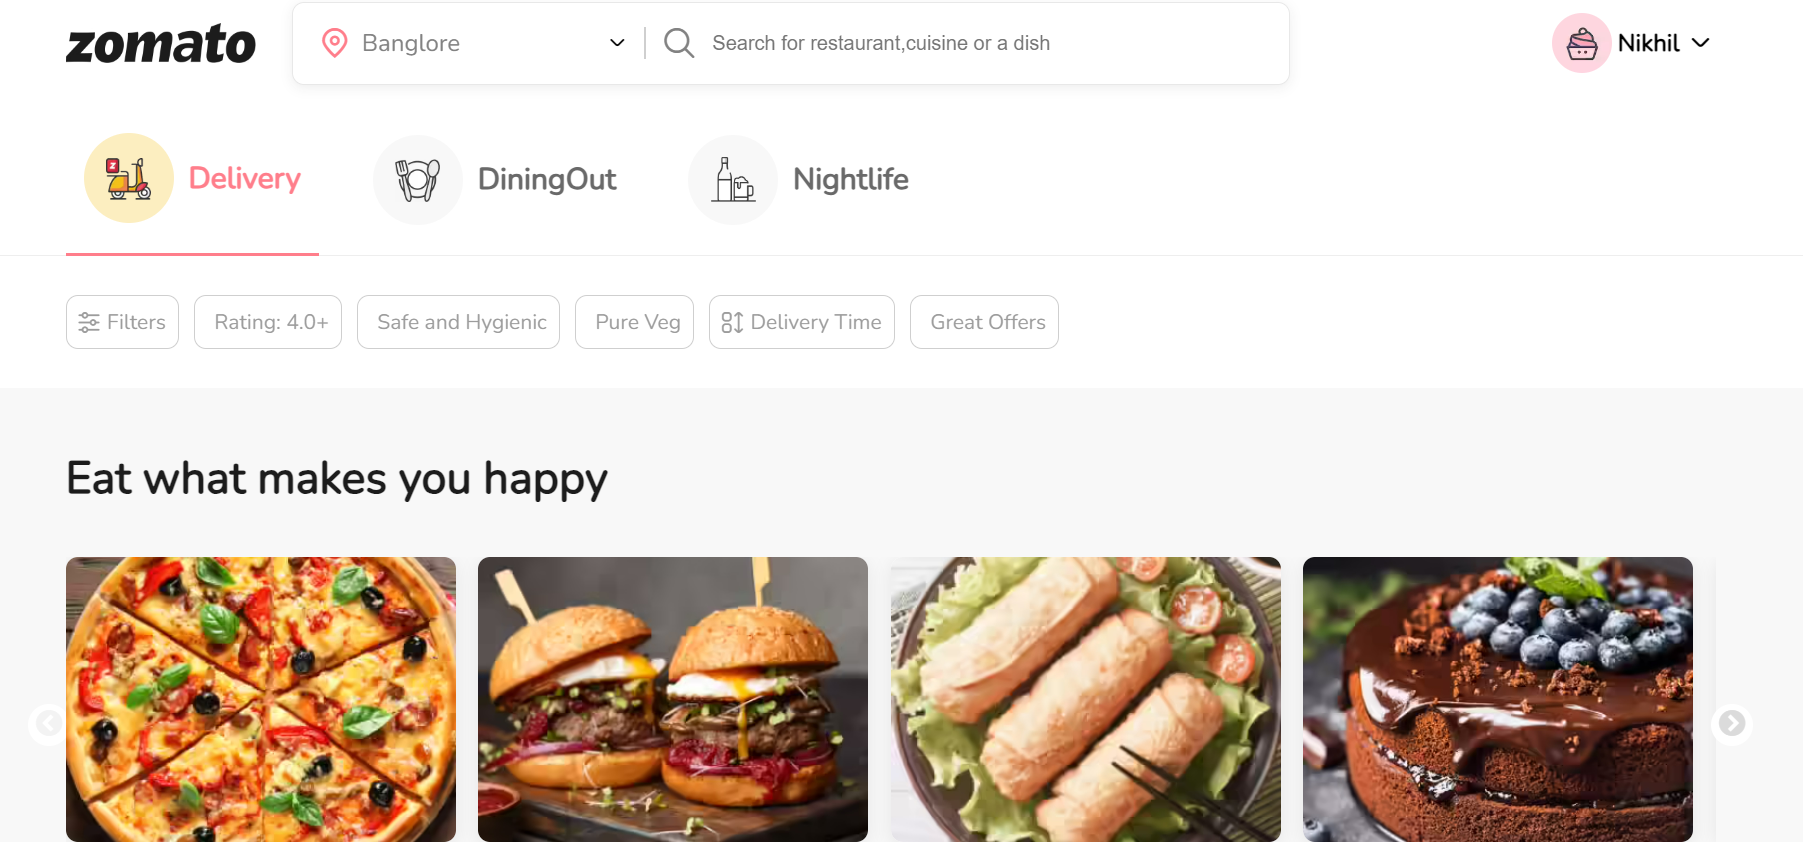 zomato
Banglore
Search for restaurant,cuisine or a dish
Nikhil
Delivery
DiningOut
Nightlife
Filters
Rating: 4.0+
Safe and Hygienic
Pure Veg
Delivery Time
Great Offers
Eat what makes you happy